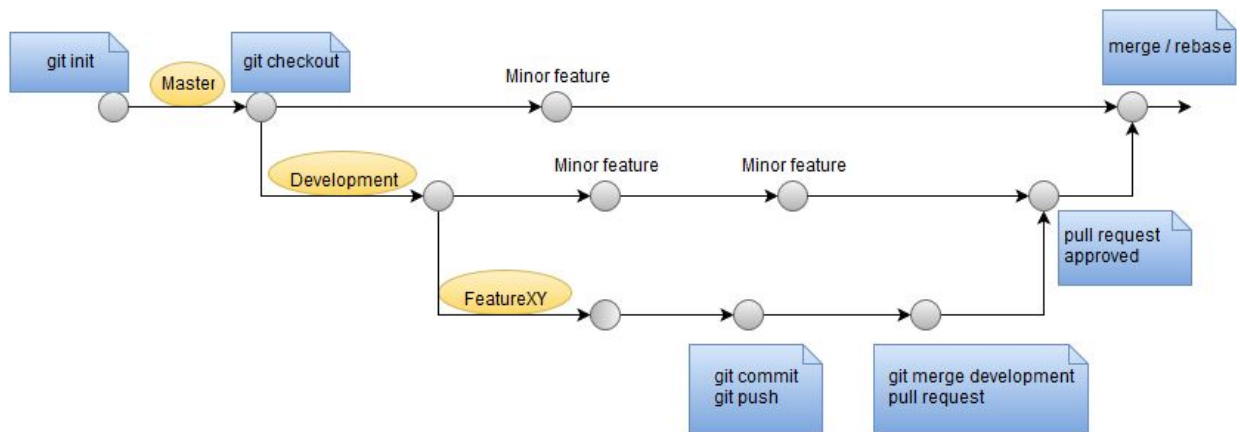 git init
Master
git checkout
Minor feature
merge / rebase
Development
Minor feature
Minor feature
pull request
approved
FeatureXY
git commit
git push
git merge development
pull request